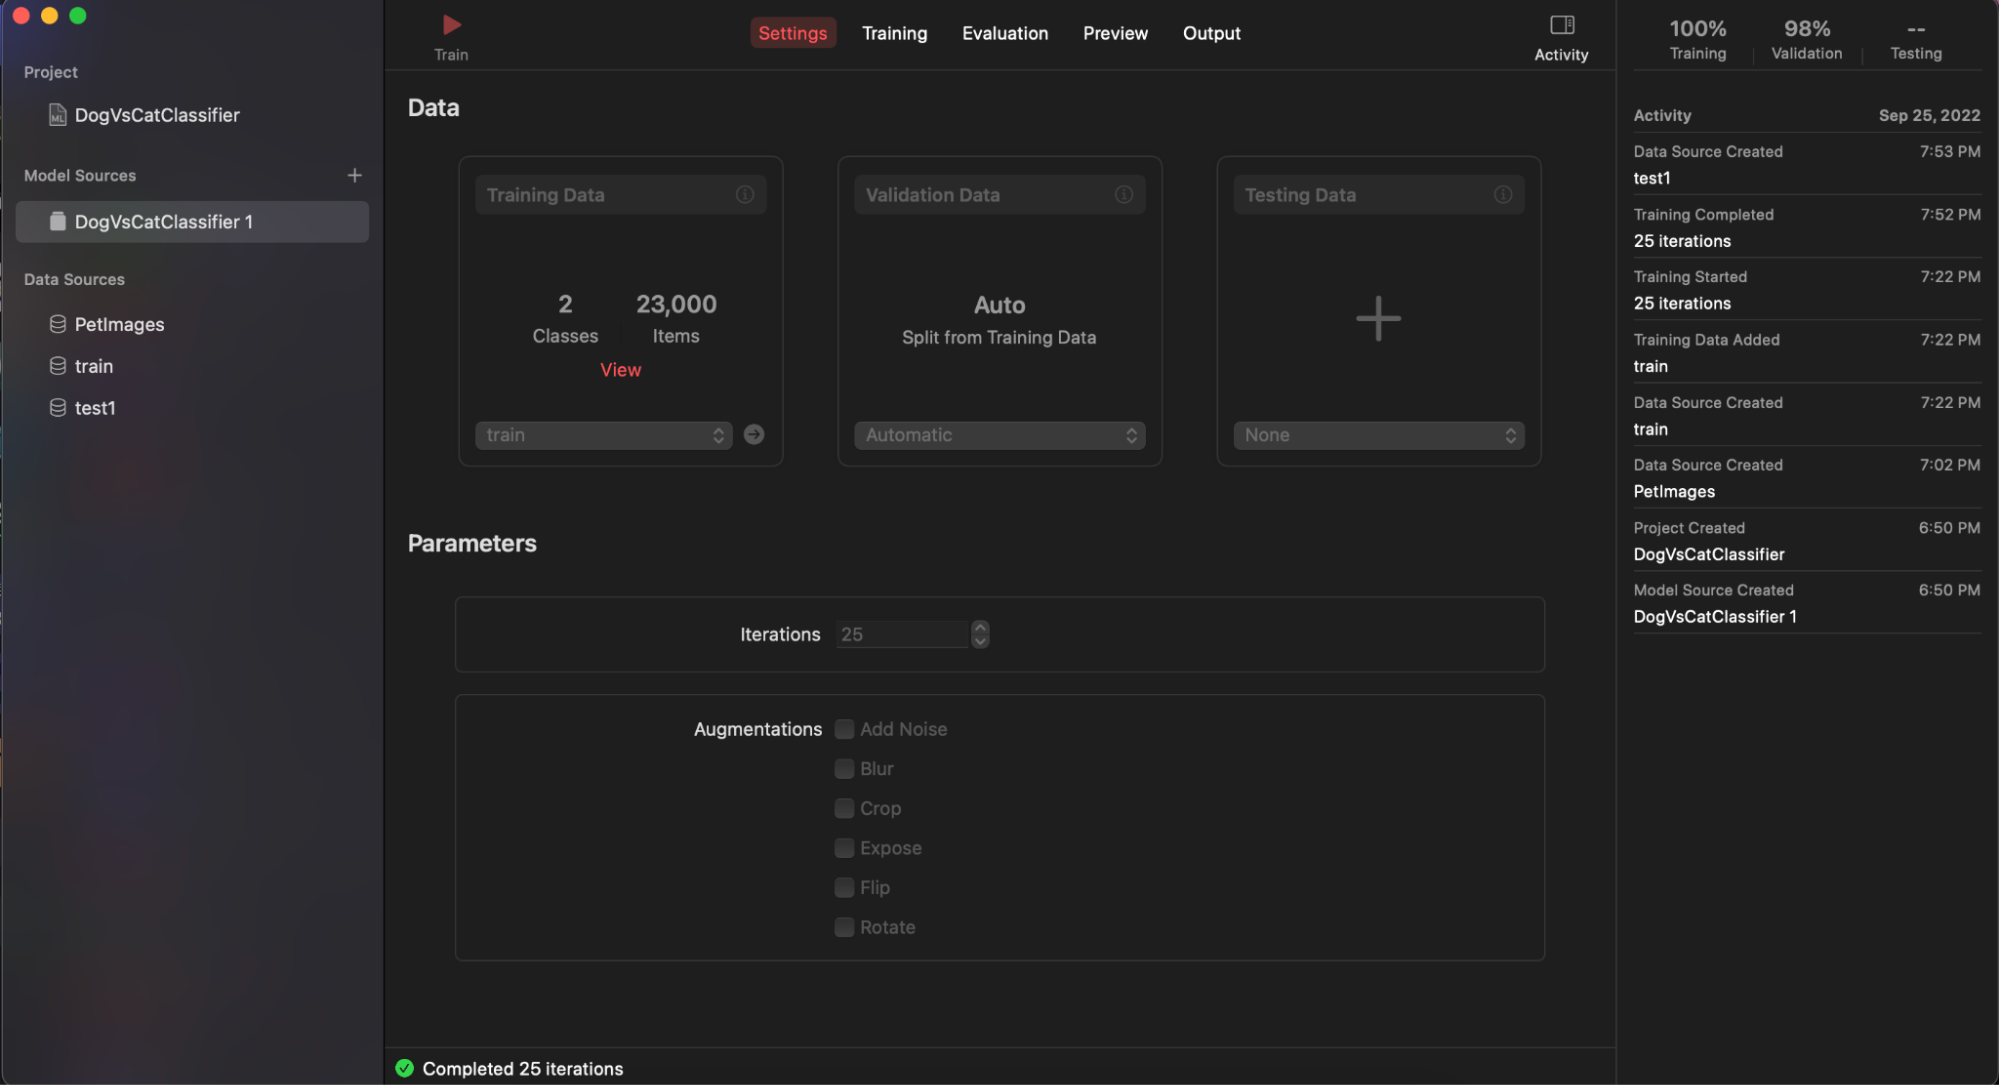 Project
DogVsCatClassifier
Model Sources
DogVsCatClassifier 1
Data Sources
PetImages
train
test1
Train
Settings Training Evaluation Preview Output
Activity
Data
Training Data
2 23,000
Classes Items
View
train
Validation Data
Auto
Split from Training Data
Automatic
Testing Data
None
Parameters
Iterations 25
Augmentations Add Noise
Blur
Crop
Expose
Flip
Rotate
Completed 25 iterations
100% 98% --
Training Validation Testing
Activity Sep 25, 2022
Data Source Created 7:53 PM
test1
Training Completed 7:52 PM
25 iterations
Training Started 7:22 PM
25 iterations
Training Data Added 7:22 PM
train
Data Source Created 7:22 PM
train
Data Source Created 7:02 PM
PetImages
Project Created 6:50 PM
DogVsCatClassifier
Model Source Created 6:50 PM
DogVsCatClassifier 1